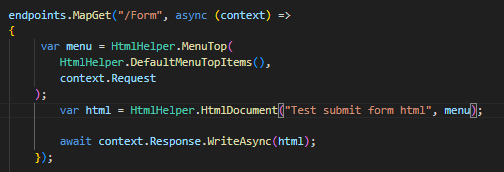 endpoints.MapGet("/Form", async (context) =>
{
var menu = HtmlHelper.MenuTop(
HtmlHelper.DefaultMenuTopItems(),
context.Request
);
var html = HtmlHelper.HtmlDocument("Test submit form html", menu);
await context.Response.WriteAsync(html);
});